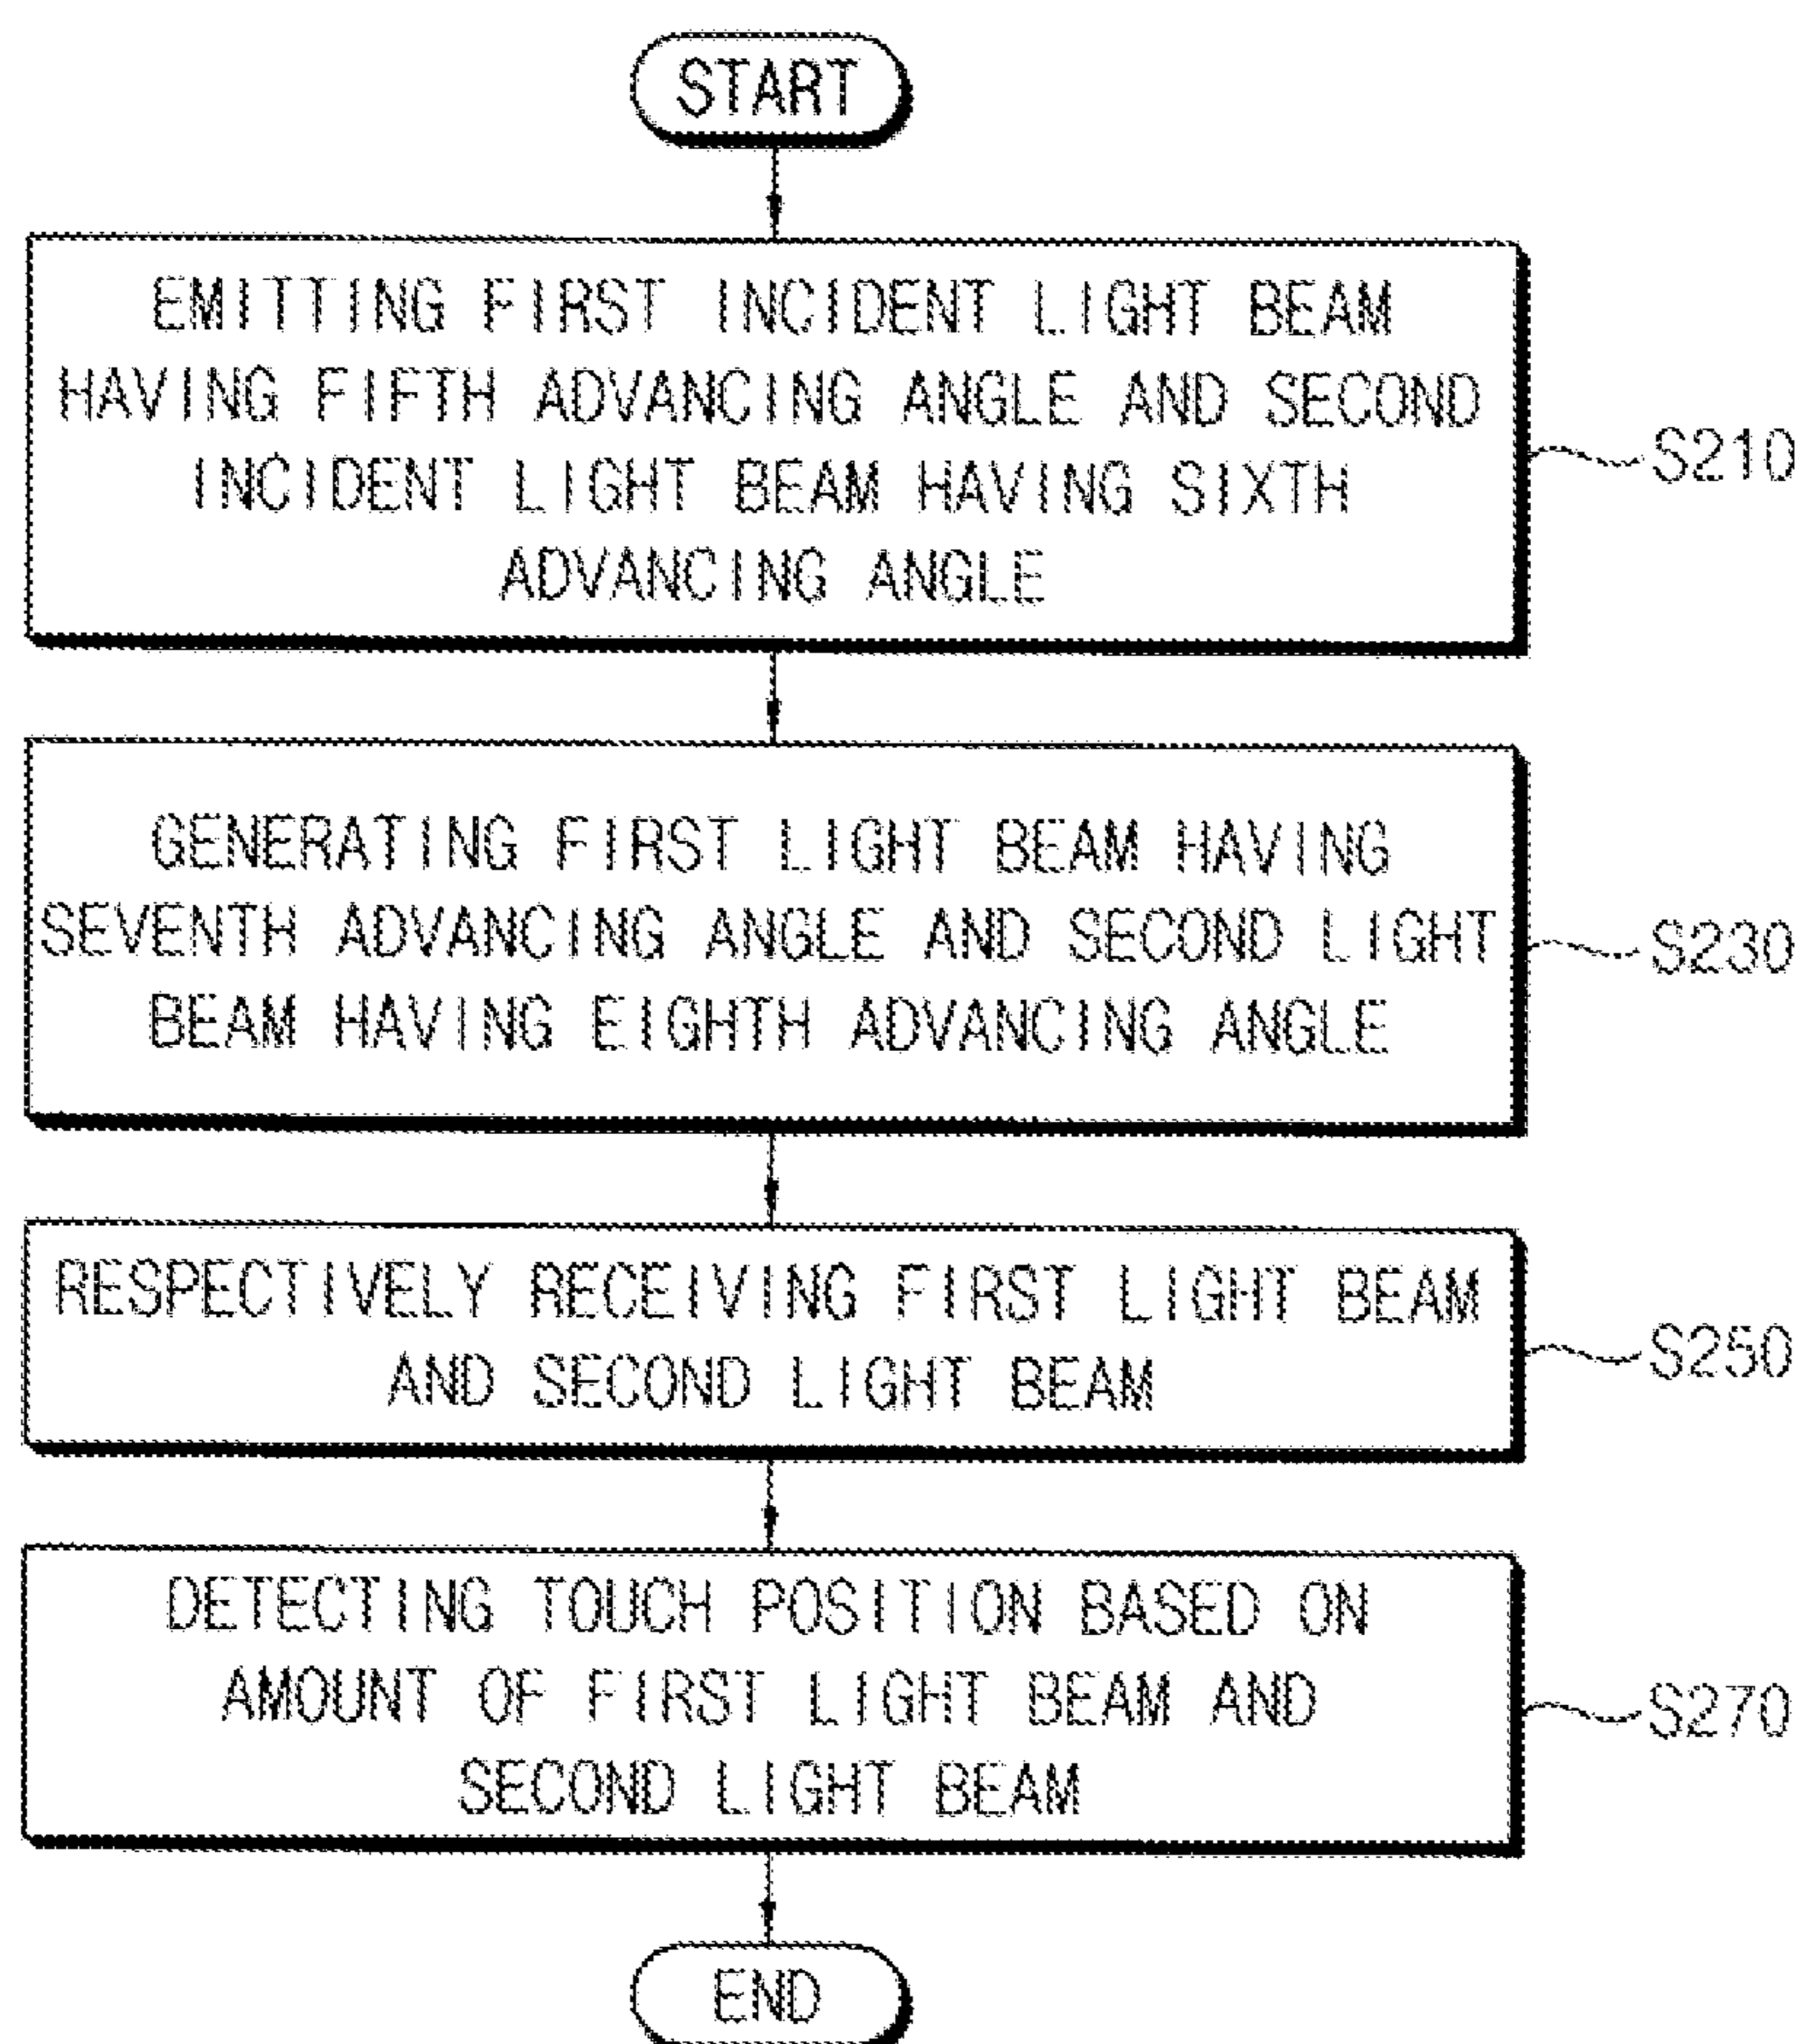 START
EMITTING FIRST INCIDENT LIGHT BEAM
HAVING FIFTH ADVANCING ANGLE AND SECOND
INCIDENT LIGHT BEAM HAVING SIXTH
ADVANCING ANGLE
S210
GENERATING FIRST LIGHT BEAM HAVING
SEVENTH ADVANCING ANGLE AND SECOND LIGHT
BEAM HAVING EIGHTH ADVANCING ANGLE
S230
RESPECTIVELY RECEIVING FIRST LIGHT BEAM
AND SECOND LIGHT BEAM
S250
DETECTING TOUCH POSITION BASED ON
AMOUNT OF FIRST LIGHT BEAM AND
SECOND LIGHT BEAM
S270
END